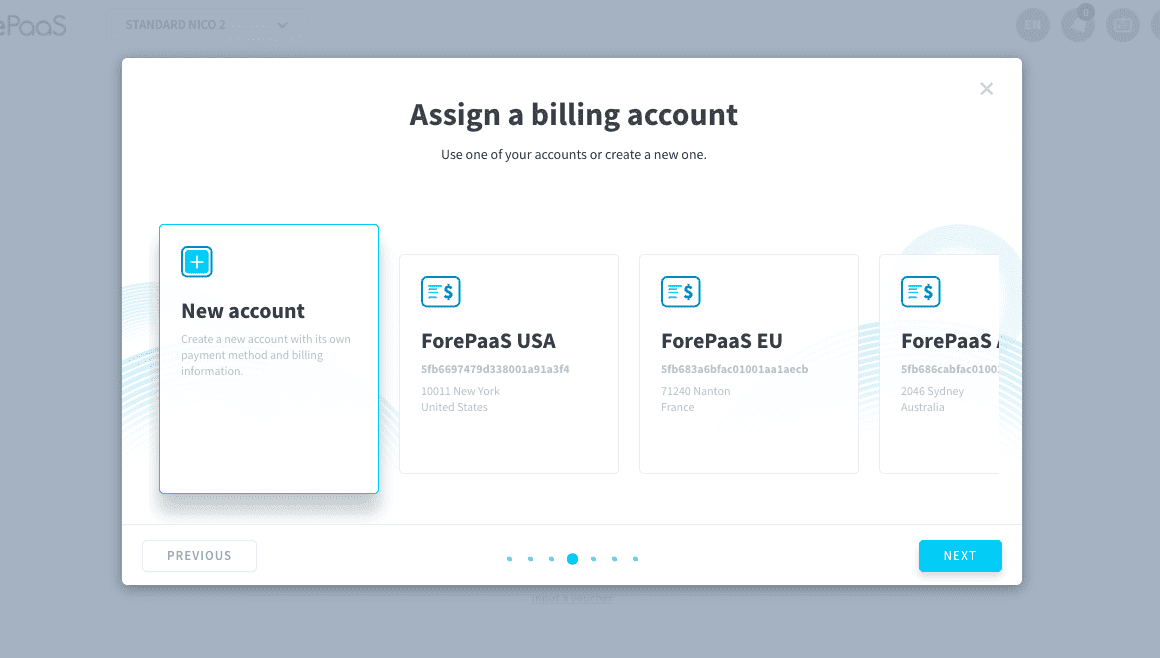 ePaaS
STANDARD NICO 2
EN
0
Assign a billing account
Use one of your accounts or create a new one.
New account
Create a new account with its own
payment method and billing
information.
ForePaaS USA
5fb6697479d338001a91a3f4
10011 New York
United States
ForePaaS EU
5fb683a6bfac01001aa1aecb
71240 Nanton
France
ForePaaS A
5fb686cabfac0100
2046 Sydney
Australia
PREVIOUS
NEXT
voucher